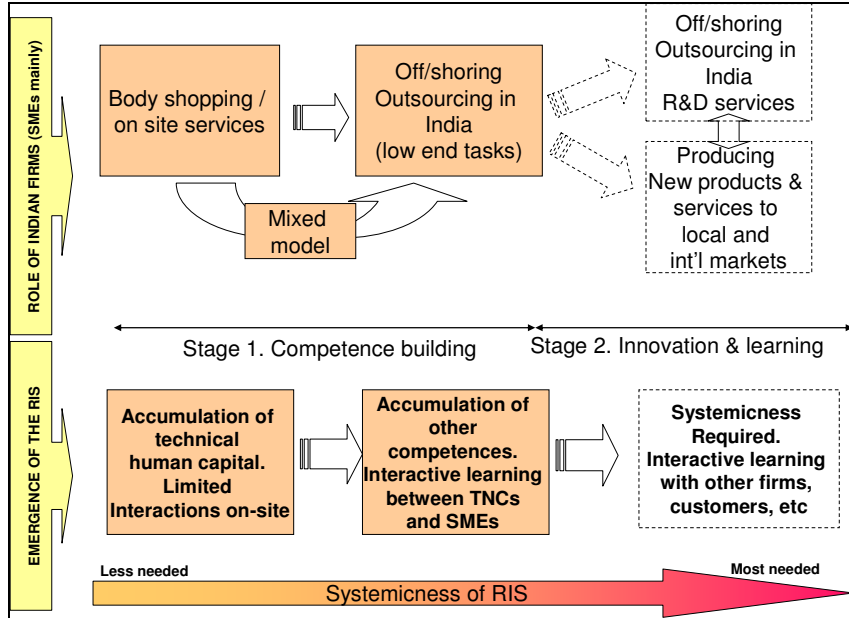 ROLE OF INDIAN FIRMS (SMEs mainly)
Body shopping /
on site services
Off/shoring
Outsourcing in
India
(low end tasks)
Mixed
model
Off/shoring
Outsourcing in
India
R&D services
Producing
New products &
services to
local and
int'l markets
Stage 1. Competence building
Stage 2. Innovation & learning
EMERGENCE OF THE RIS
Accumulation of
technical
human capital.
Limited
Interactions on-site
Accumulation of
other
competences.
Interactive learning
between TNCs
and SMEs
Systemicness
Required.
Interactive learning
with other firms,
customers, etc
Less needed
Most needed
Systemicness of RIS